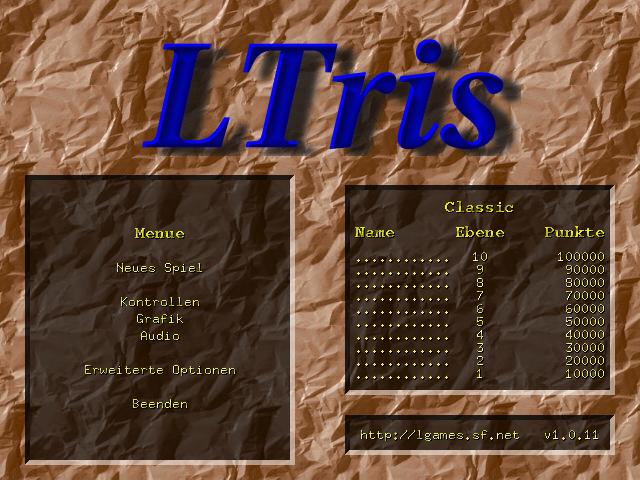 LTris
Menue
Neues Spiel
Kontrollen
Grafik
Audio
Erweiterte Optionen
Beenden
Classic
Name Ebene Punkte
............ 10 100000
............ 9 90000
............ 8 80000
............ 7 70000
............ 6 60000
............ 5 50000
............ 4 40000
............ 3 30000
............ 2 20000
............ 1 10000
http://lgames.sf.net v1.0.11